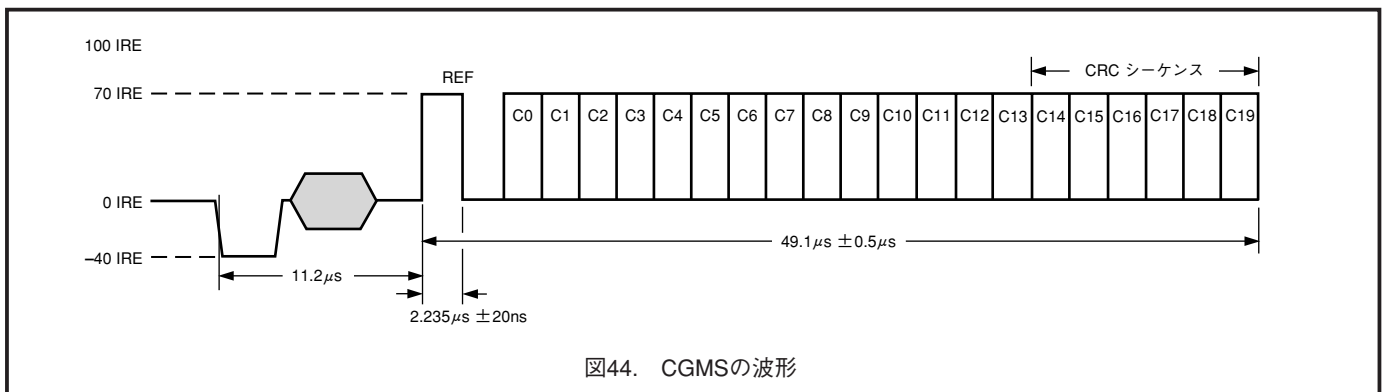 100 IRE
70 IRE
REF
CRC シーケンス
C0 C1 C2 C3 C4 C5 C6 C7 C8 C9 C10 C11 C12 C13 C14 C15 C16 C17 C18 C19
0 IRE
49.1μs ±0.5μs
–40 IRE
11.2μs
2.235μs ±20ns
図44. CGMSの波形